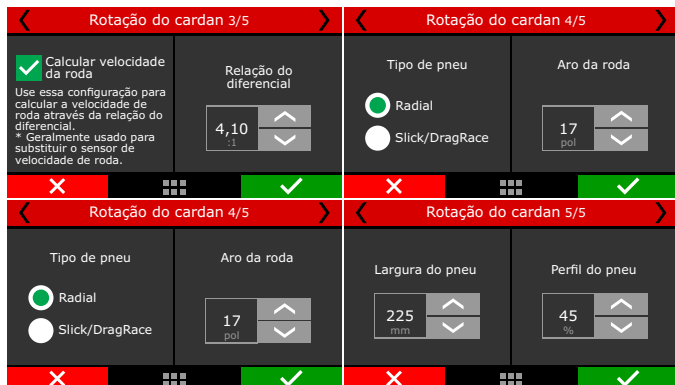 Rotação do cardan 3/5
Calcular velocidade
da roda
Use essa configuração para
calcular a velocidade de
roda através da relação do
diferencial.
* Geralmente usado para
substituir o sensor de
velocidade de roda.
Relação do
diferencial
4,10
:1
Rotação do cardan 4/5
Tipo de pneu
Radial
Slick/DragRace
Aro da roda
17
pol
Rotação do cardan 4/5
Tipo de pneu
Radial
Slick/DragRace
Aro da roda
17
pol
Rotação do cardan 5/5
Largura do pneu
225
mm
Perfil do pneu
45
%